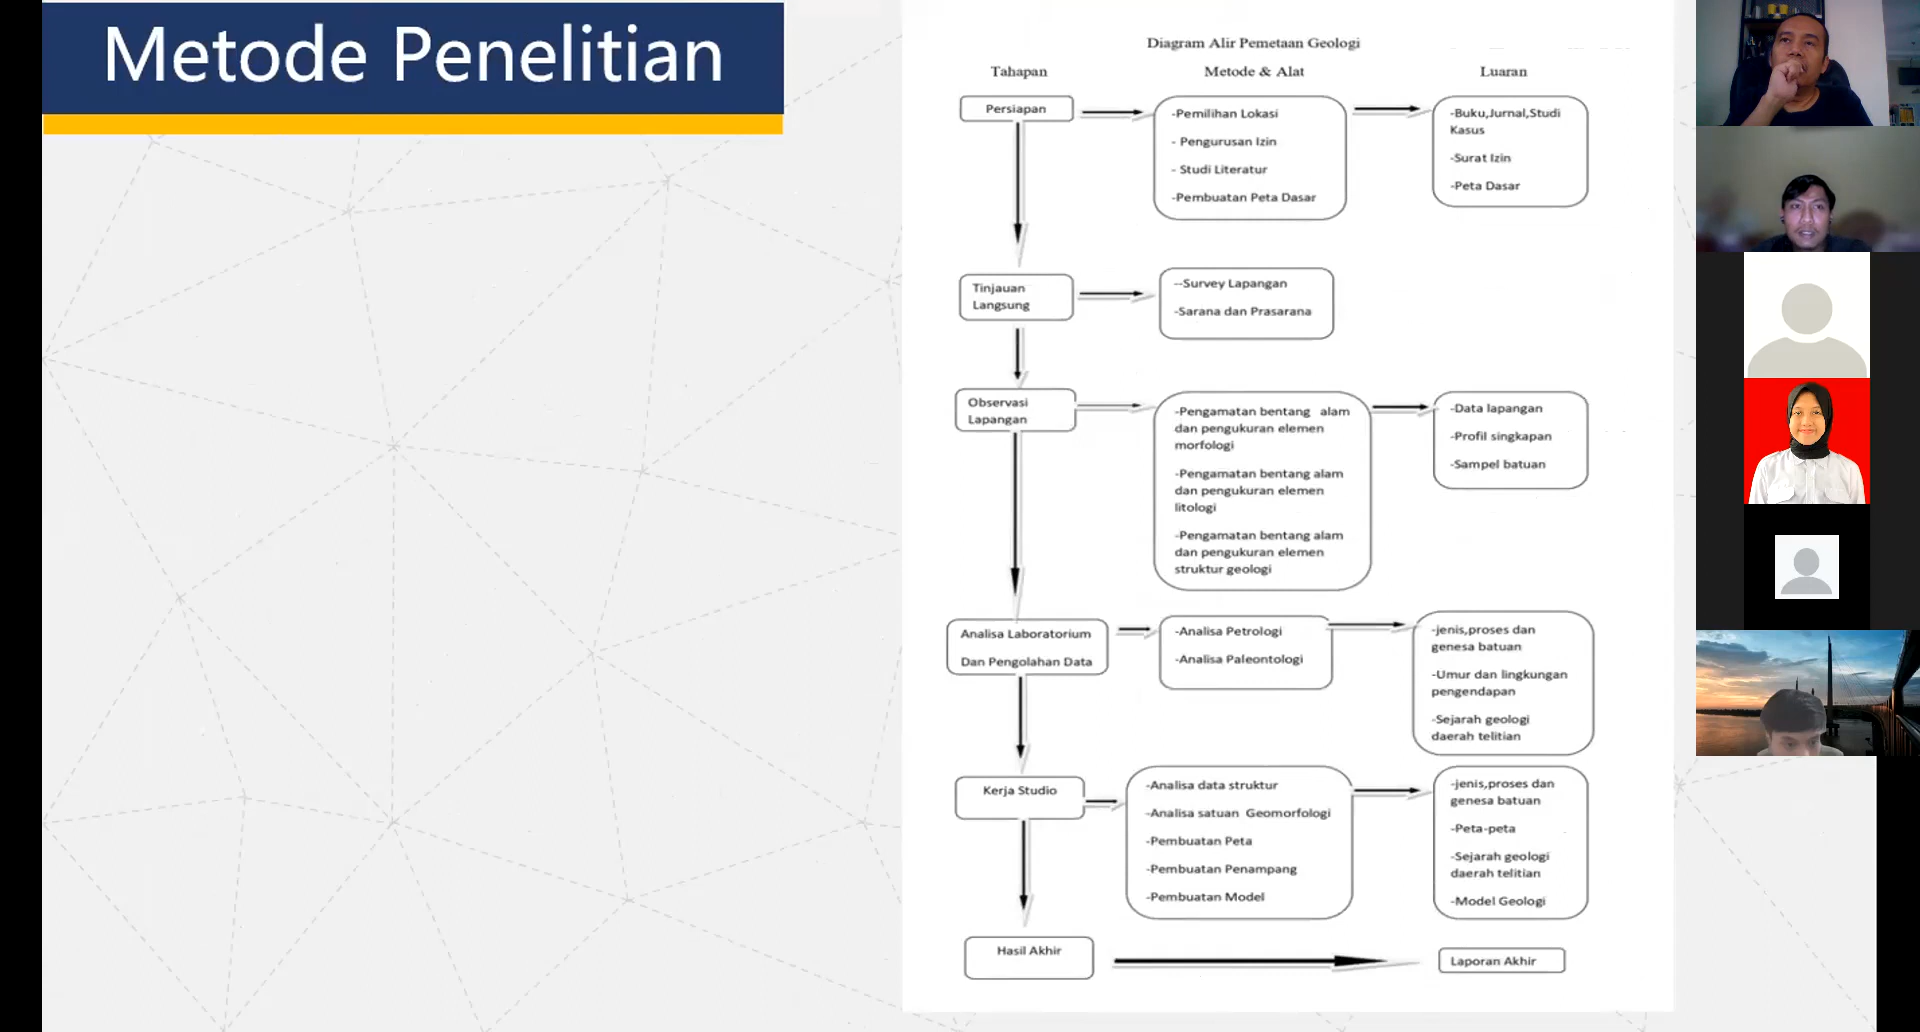 Metode Penelitian
Diagram Alir Pemetaan Geologi
Tahapan
Metode & Alat
Luaran
Persiapan
-Pemilihan Lokasi
- Pengurusan Izin
- Studi Literatur
-Pembuatan Peta Dasar
-Buku,Jurnal,Studi
Kasus
-Surat Izin
-Peta Dasar
Tinjauan
Langsung
--Survey Lapangan
-Sarana dan Prasarana
Observasi
Lapangan
-Pengamatan bentang alam
dan pengukuran elemen
morfologi
-Pengamatan bentang alam
dan pengukuran elemen
litologi
-Pengamatan bentang alam
dan pengukuran elemen
struktur geologi
-Data lapangan
-Profil singkapan
-Sampel batuan
Analisa Laboratorium
Dan Pengolahan Data
-Analisa Petrologi
-Analisa Paleontologi
-jenis,proses dan
genesa batuan
-Umur dan lingkungan
pengendapan
-Sejarah geologi
daerah telitian
Kerja Studio
-Analisa data struktur
-Analisa satuan Geomorfologi
-Pembuatan Peta
-Pembuatan Penampang
-Pembuatan Model
-jenis,proses dan
genesa batuan
-Peta-peta
-Sejarah geologi
daerah telitian
-Model Geologi
Hasil Akhir
Laporan Akhir